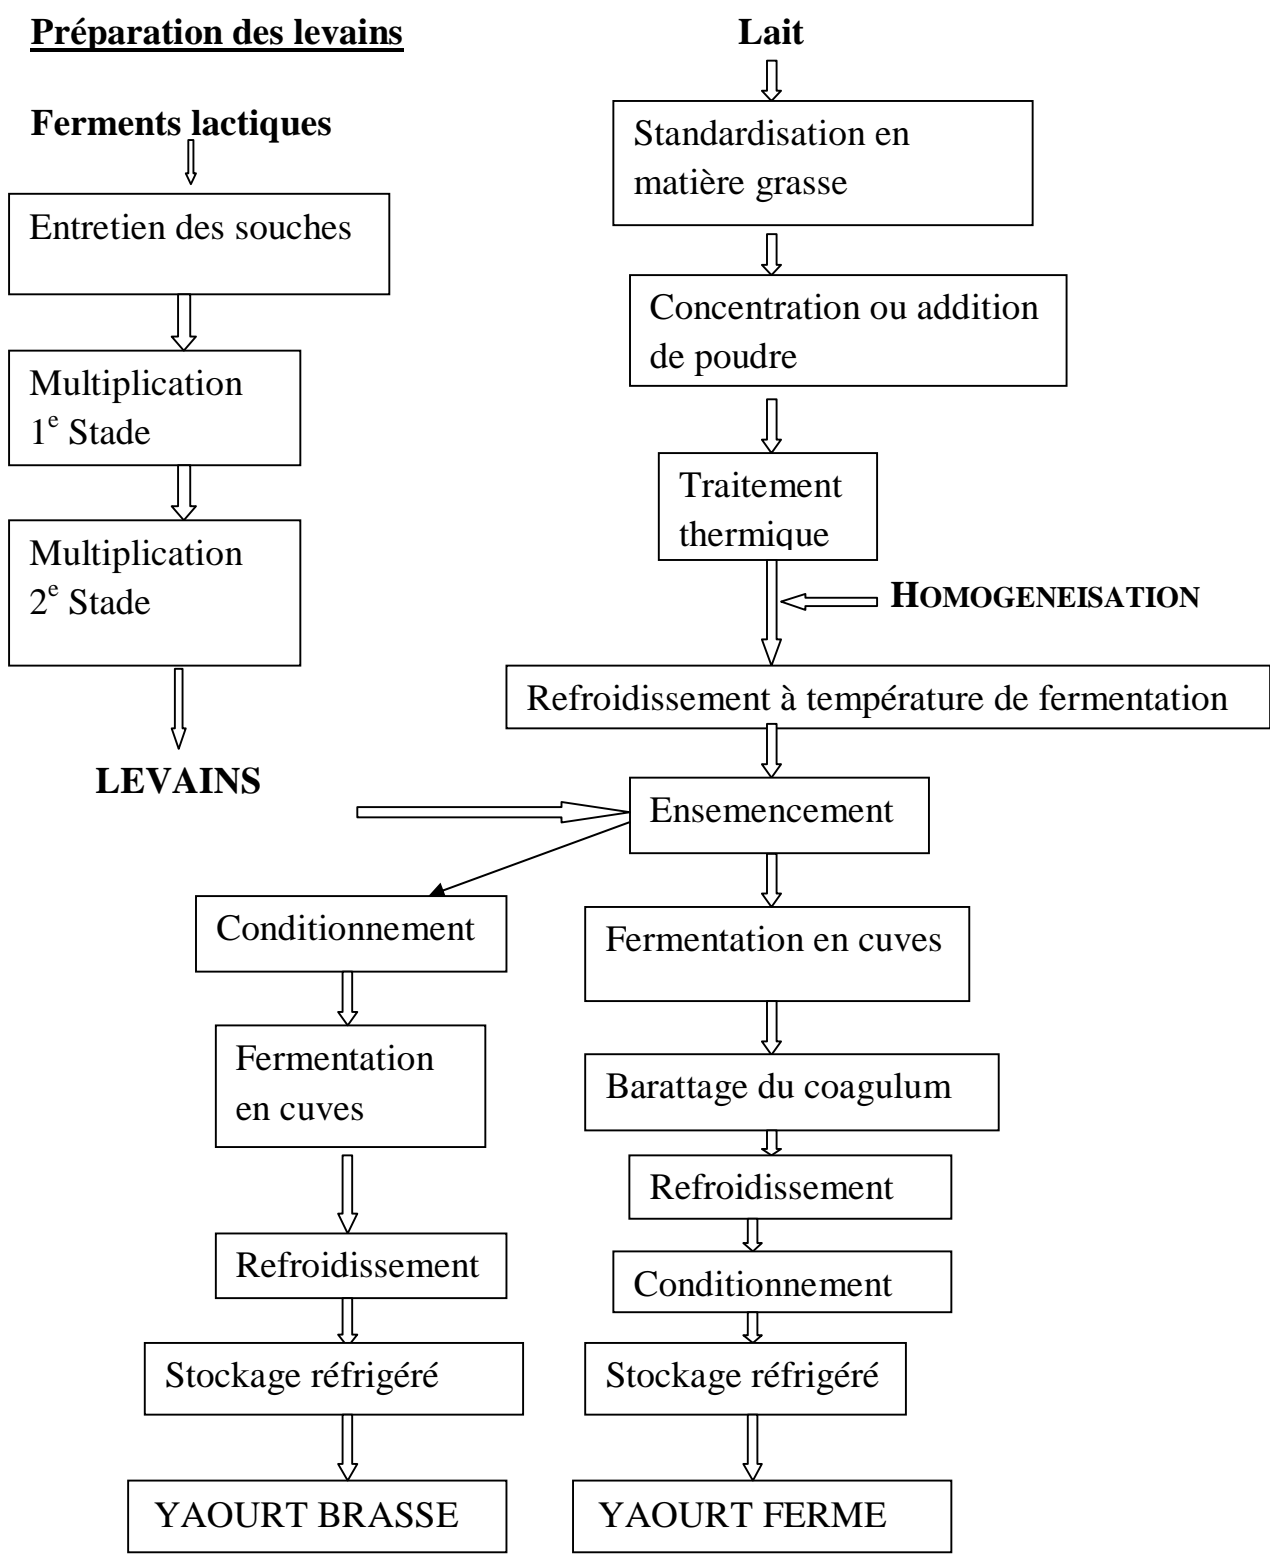 Préparation des levains
Ferments lactiques
Entretien des souches
Multiplication
1e Stade
Multiplication
2e Stade
LEVAINS
Lait
Standardisation en
matière grasse
Concentration ou addition
de poudre
Traitement
thermique
HOMOGENEISATION
Refroidissement à température de fermentation
Ensemencement
Conditionnement
Fermentation
en cuves
Refroidissement
Stockage réfrigéré
YAOURT BRASSE
Fermentation en cuves
Barattage du coagulum
Refroidissement
Conditionnement
Stockage réfrigéré
YAOURT FERME